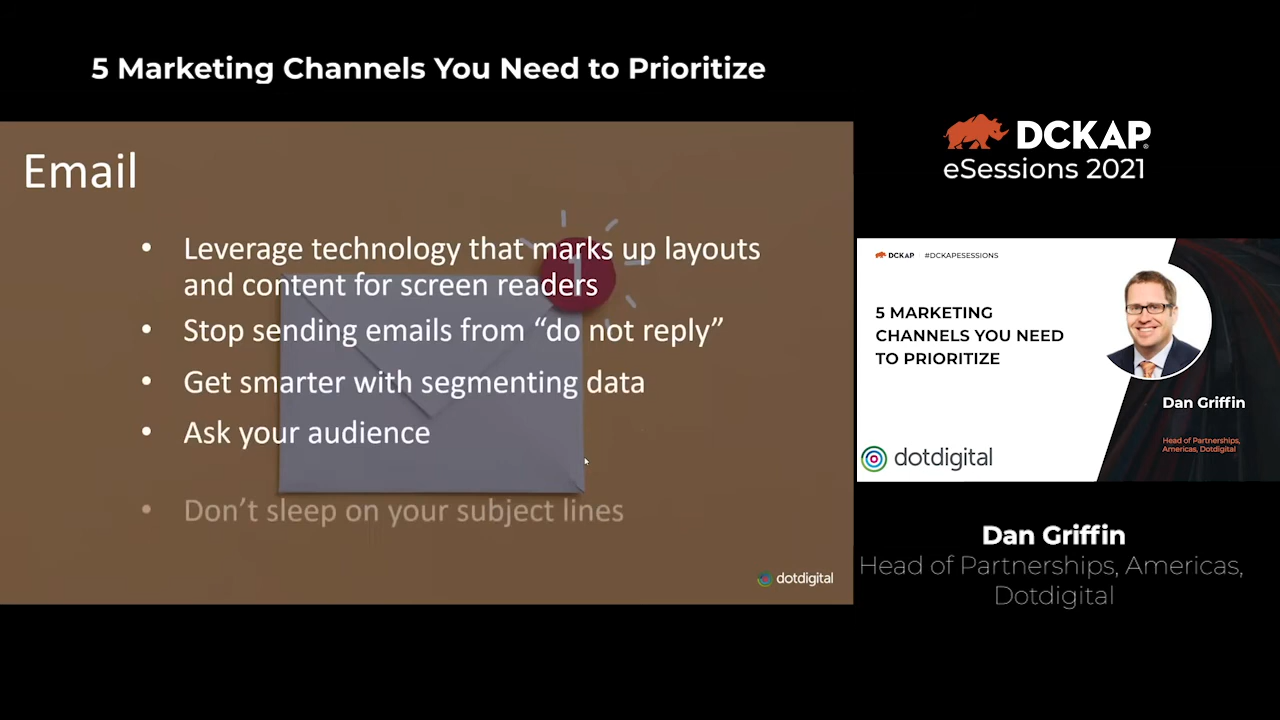 5 Marketing Channels You Need to Prioritize
Email
• Leverage technology that marks up layouts
and content for screen readers
• Stop sending emails from “do not reply”
• Get smarter with segmenting data
• Ask your audience
• Don’t sleep on your subject lines
1
dotdigital
DCKAP
eSessions 2021
DCKAP #DCKAPESESSIONS
5 MARKETING
CHANNELS YOU NEED
TO PRIORITIZE
Dan Griffin
Head of Partnerships,
Americas, Dotdigital
dotdigital
Dan Griffin
Head of Partnerships, Americas,
Dotdigital